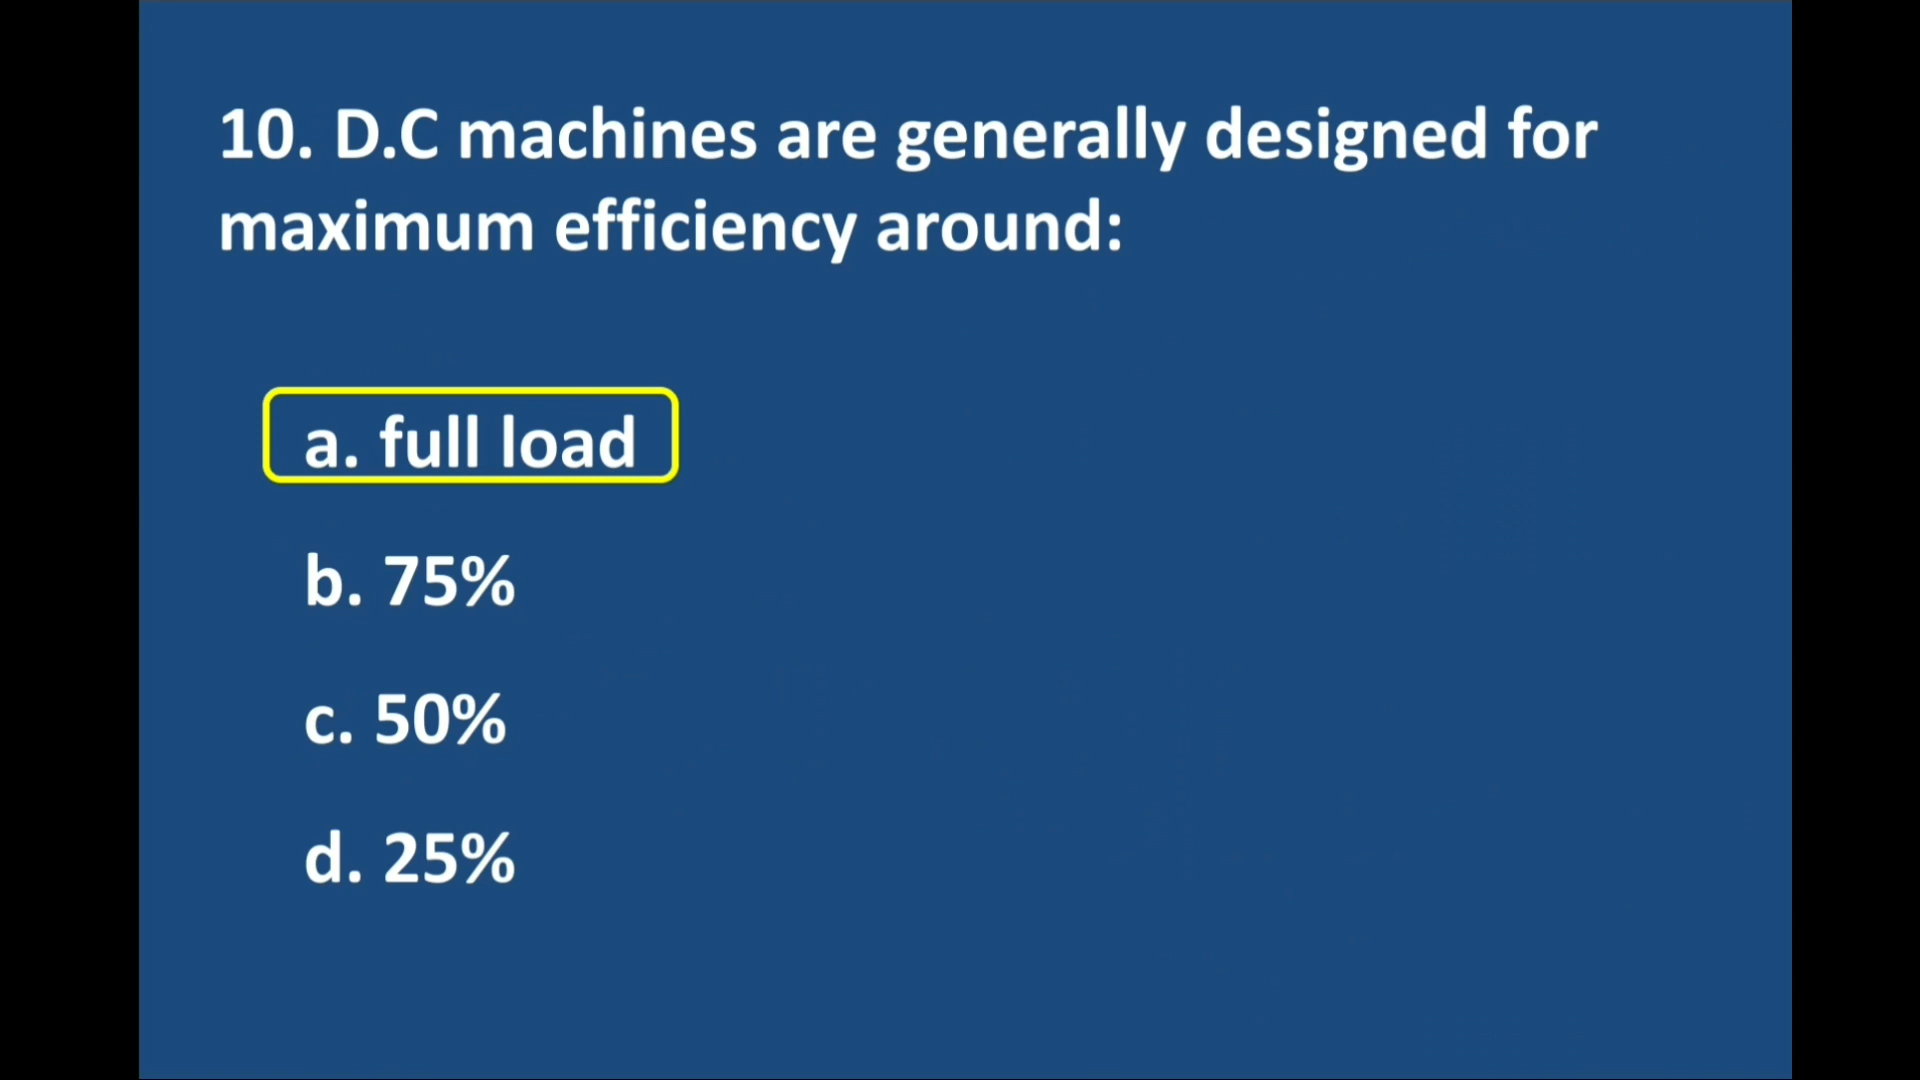 10. D.C machines are generally designed for
maximum efficiency around:
a. full load
b. 75%
c. 50%
d. 25%